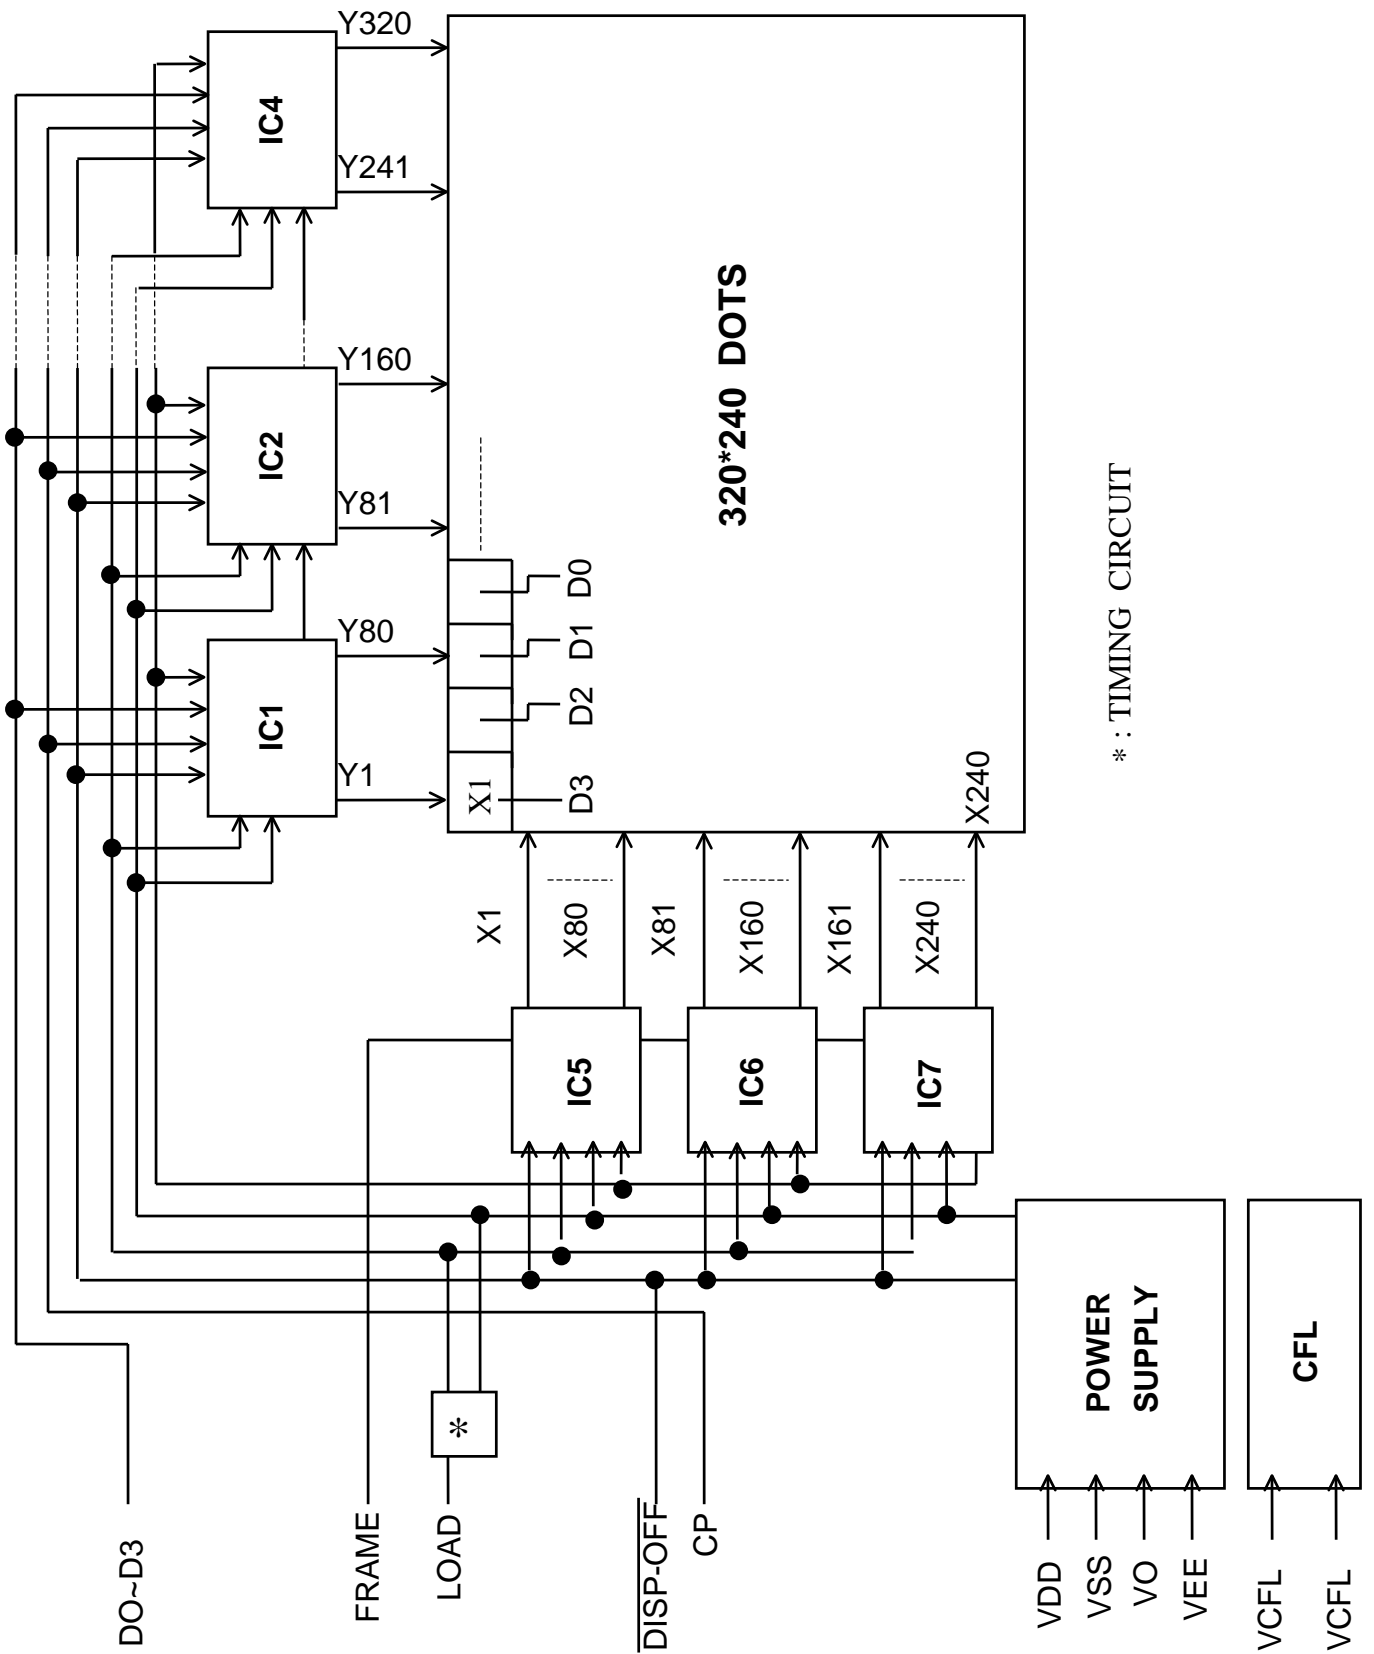 Y320
IC4
Y241
Y160
IC2
Y81
Y80
IC1
Y1
320*240 DOTS
D0
D1
D2
D3
X1
X240
* : TIMING CIRCUIT
X1
X80
X81
X160
X161
X240
IC5
IC6
IC7
POWER
SUPPLY
CFL
*
DO~D3
FRAME
LOAD
DISP-OFF
CP
VDD
VSS
VO
VEE
VCFL
VCFL